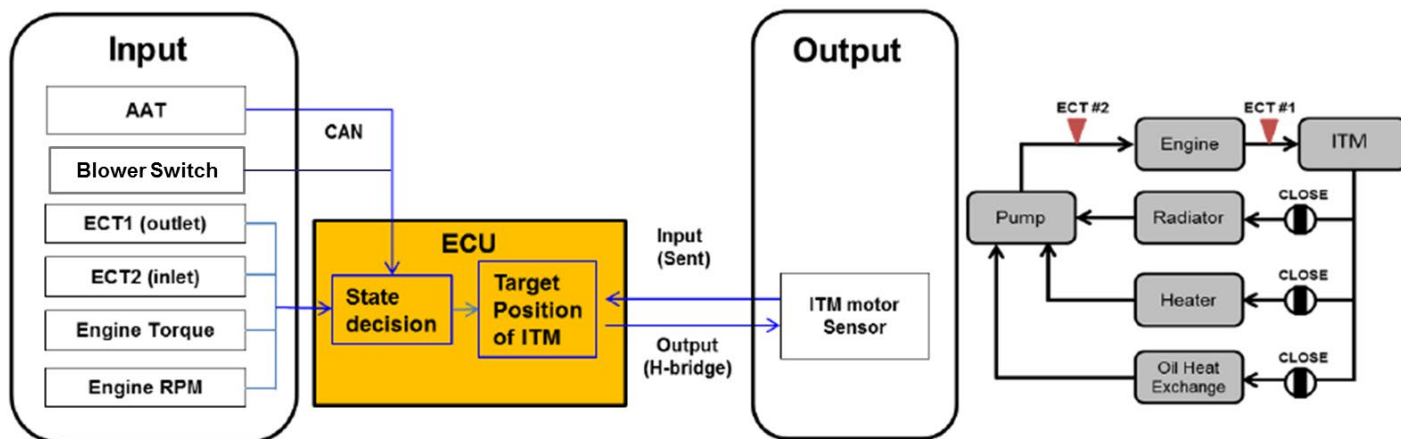 Input
AAT
Blower Switch
ECT1 (outlet)
ECT2 (inlet)
Engine Torque
Engine RPM
CAN
ECU
State
decision
Target
Position
of ITM
Input
(Sent)
Output
(H-bridge)
Output
ITM motor
Sensor
ECT #2
ECT #1
Engine
ITM
Pump
Radiator
CLOSE
Heater
CLOSE
Oil Heat
Exchange
CLOSE